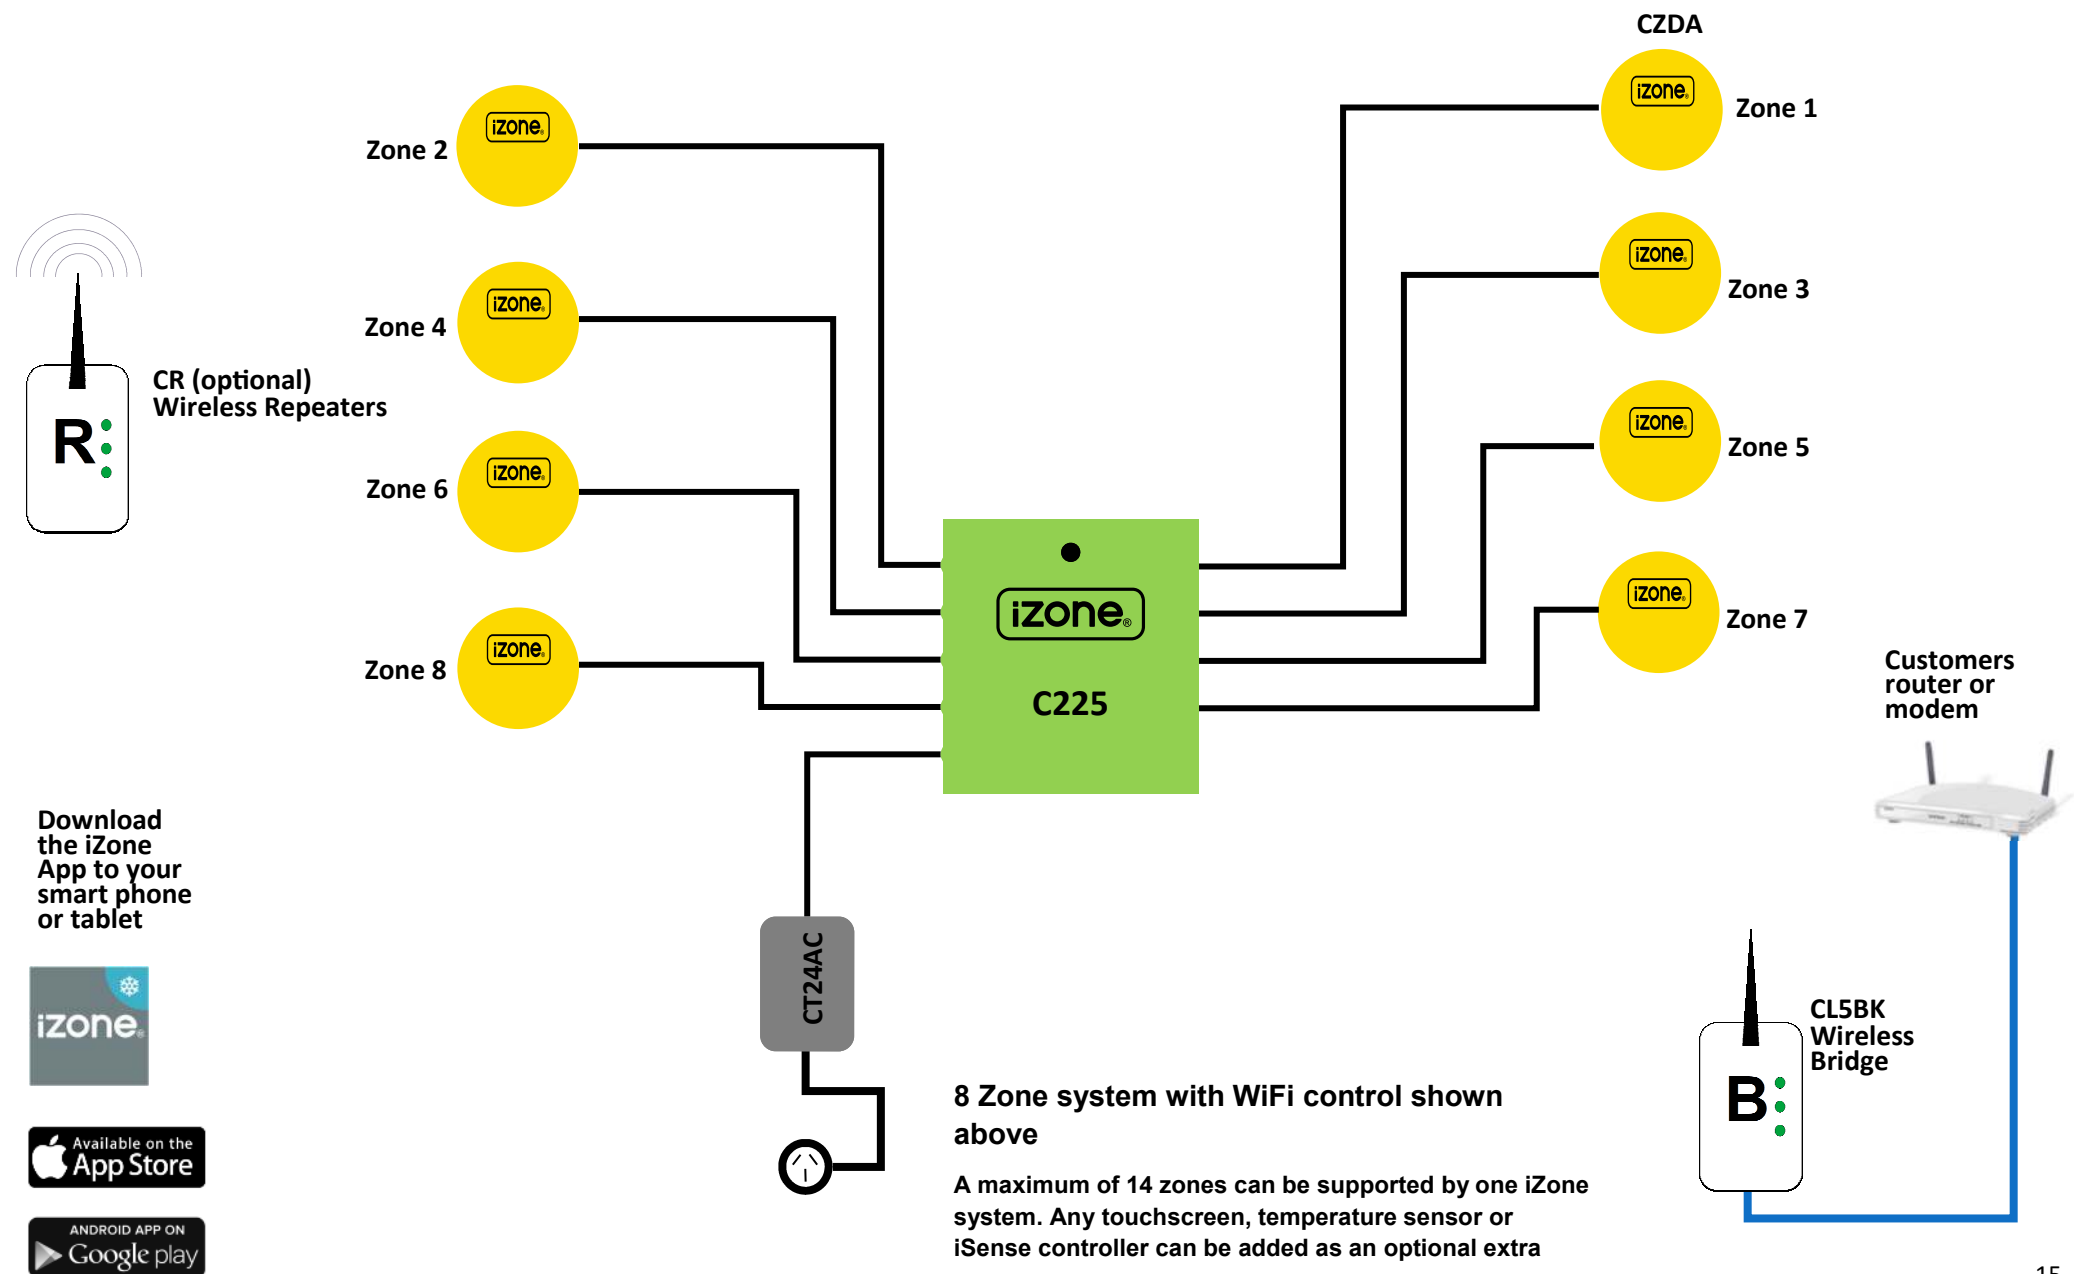 CZDA
izone®
Zone 1
izone®
Zone 2
izone®
Zone 3
izone®
Zone 4
izone®
Zone 5
izone®
Zone 6
izone®
Zone 7
izone®
Zone 8
CR (optional)
Wireless Repeaters
R
izone®
C225
Customers
router or
modem
Download
the iZone
App to your
smart phone
or tablet
izone®
Available on the
App Store
ANDROID APP ON
Google play
CT24AC
CL5BK
Wireless
Bridge
B
8 Zone system with WiFi control shown
above
A maximum of 14 zones can be supported by one iZone
system. Any touchscreen, temperature sensor or
iSense controller can be added as an optional extra
15